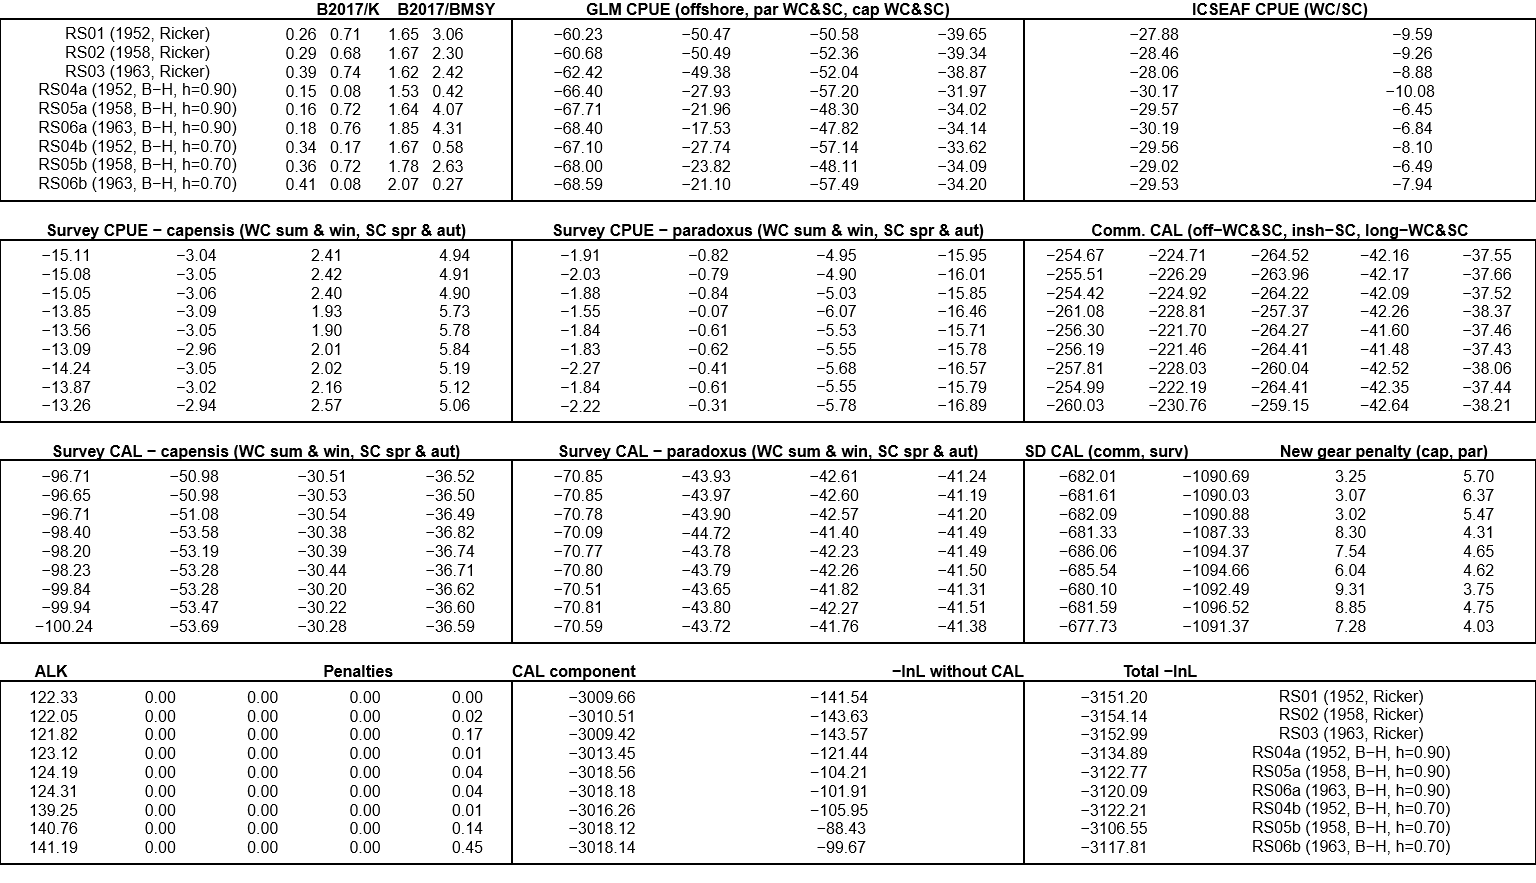 B2017/K B2017/BMSY GLM CPUE (offshore, par WC&SC, cap WC&SC) ICSEAF CPUE (WC/SC)
RS01 (1952, Ricker) 0.26 0.71 1.65 3.06 −60.23 −50.47 −50.58 −39.65 −27.88 −9.59
RS02 (1958, Ricker) 0.29 0.68 1.67 2.30 −60.68 −50.49 −52.36 −39.34 −28.46 −9.26
RS03 (1963, Ricker) 0.39 0.74 1.62 2.42 −62.42 −49.38 −52.04 −38.87 −28.06 −8.88
RS04a (1952, B−H, h=0.90) 0.15 0.08 1.53 0.42 −66.40 −27.93 −57.20 −31.97 −30.17 −10.08
RS05a (1958, B−H, h=0.90) 0.16 0.72 1.64 4.07 −67.71 −21.96 −48.30 −34.02 −29.57 −6.45
RS06a (1963, B−H, h=0.90) 0.18 0.76 1.85 4.31 −68.40 −17.53 −47.82 −34.14 −30.19 −6.84
RS04b (1952, B−H, h=0.70) 0.34 0.17 1.67 0.58 −67.10 −27.74 −57.14 −33.62 −29.56 −8.10
RS05b (1958, B−H, h=0.70) 0.36 0.72 1.78 2.63 −68.00 −23.82 −48.11 −34.09 −29.02 −6.49
RS06b (1963, B−H, h=0.70) 0.41 0.08 2.07 0.27 −68.59 −21.10 −57.49 −34.20 −29.53 −7.94
Survey CPUE − capensis (WC sum & win, SC spr & aut) Survey CPUE − paradoxus (WC sum & win, SC spr & aut) Comm. CAL (off−WC&SC, insh−SC, long−WC&SC
−15.11 −3.04 2.41 4.94 −1.91 −0.82 −4.95 −15.95 −254.67 −224.71 −264.52 −42.16 −37.55
−15.08 −3.05 2.42 4.91 −2.03 −0.79 −4.90 −16.01 −255.51 −226.29 −263.96 −42.17 −37.66
−15.05 −3.06 2.40 4.90 −1.88 −0.84 −5.03 −15.85 −254.42 −224.92 −264.22 −42.09 −37.52
−13.85 −3.09 1.93 5.73 −1.55 −0.07 −6.07 −16.46 −261.08 −228.81 −257.37 −42.26 −38.37
−13.56 −3.05 1.90 5.78 −1.84 −0.61 −5.53 −15.71 −256.30 −221.70 −264.27 −41.60 −37.46
−13.09 −2.96 2.01 5.84 −1.83 −0.62 −5.55 −15.78 −256.19 −221.46 −264.41 −41.48 −37.43
−14.24 −3.05 2.02 5.19 −2.27 −0.41 −5.68 −16.57 −257.81 −228.03 −260.04 −42.52 −38.06
−13.87 −3.02 2.16 5.12 −1.84 −0.61 −5.55 −15.79 −254.99 −222.19 −264.41 −42.35 −37.44
−13.26 −2.94 2.57 5.06 −2.22 −0.31 −5.78 −16.89 −260.03 −230.76 −259.15 −42.64 −38.21
Survey CAL − capensis (WC sum & win, SC spr & aut) Survey CAL − paradoxus (WC sum & win, SC spr & aut) SD CAL (comm, surv) New gear penalty (cap, par)
−96.71 −50.98 −30.51 −36.52 −70.85 −43.93 −42.61 −41.24 −682.01 −1090.69 3.25 5.70
−96.65 −50.98 −30.53 −36.50 −70.85 −43.97 −42.60 −41.19 −681.61 −1090.03 3.07 6.37
−96.71 −51.08 −30.54 −36.49 −70.78 −43.90 −42.57 −41.20 −682.09 −1090.88 3.02 5.47
−98.40 −53.58 −30.38 −36.82 −70.09 −44.72 −41.40 −41.49 −681.33 −1087.33 8.30 4.31
−98.20 −53.19 −30.39 −36.74 −70.77 −43.78 −42.23 −41.49 −686.06 −1094.37 7.54 4.65
−98.23 −53.28 −30.44 −36.71 −70.80 −43.79 −42.26 −41.50 −685.54 −1094.66 6.04 4.62
−99.84 −53.28 −30.20 −36.62 −70.51 −43.65 −41.82 −41.31 −680.10 −1092.49 9.31 3.75
−99.94 −53.47 −30.22 −36.60 −70.81 −43.80 −42.27 −41.51 −681.59 −1096.52 8.85 4.75
−100.24 −53.69 −30.28 −36.59 −70.59 −43.72 −41.76 −41.38 −677.73 −1091.37 7.28 4.03
ALK Penalties CAL component −lnL without CAL Total −lnL
122.33 0.00 0.00 0.00 0.00 −3009.66 −141.54 −3151.20 RS01 (1952, Ricker)
122.05 0.00 0.00 0.00 0.02 −3010.51 −143.63 −3154.14 RS02 (1958, Ricker)
121.82 0.00 0.00 0.00 0.17 −3009.42 −143.57 −3152.99 RS03 (1963, Ricker)
123.12 0.00 0.00 0.00 0.01 −3013.45 −121.44 −3134.89 RS04a (1952, B−H, h=0.90)
124.19 0.00 0.00 0.00 0.04 −3018.56 −104.21 −3122.77 RS05a (1958, B−H, h=0.90)
124.31 0.00 0.00 0.00 0.04 −3018.18 −101.91 −3120.09 RS06a (1963, B−H, h=0.90)
139.25 0.00 0.00 0.00 0.01 −3016.26 −105.95 −3122.21 RS04b (1952, B−H, h=0.70)
140.76 0.00 0.00 0.00 0.14 −3018.12 −88.43 −3106.55 RS05b (1958, B−H, h=0.70)
141.19 0.00 0.00 0.00 0.45 −3018.14 −99.67 −3117.81 RS06b (1963, B−H, h=0.70)